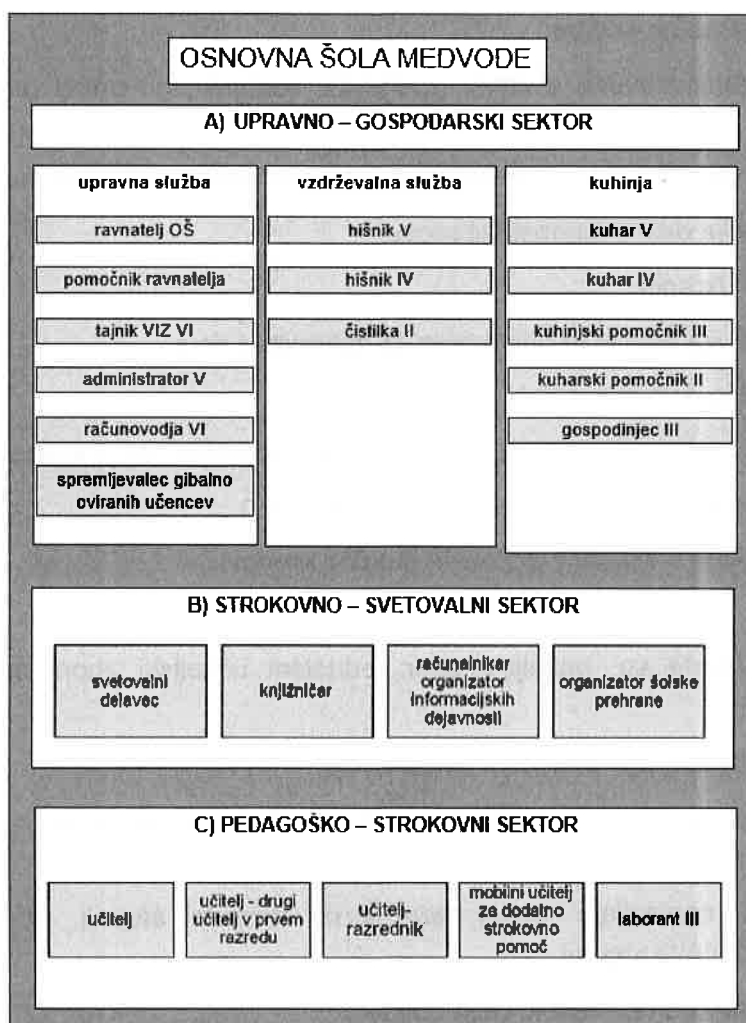 OSNOVNA ŠOLA MEDVODE
A) UPRAVNO – GOSPODARSKI SEKTOR
upravna služba
ravnatelj OŠ
pomočnik ravnatelja
tajnik VIZ VI
administrator V
računovodja VI
spremljevalec gibalno
oviranih učencev
vzdrževalna služba
hišnik V
hišnik IV
čistilka II
kuhinja
kuhar V
kuhar IV
kuhinjski pomočnik III
kuharski pomočnik II
gospodinjec III
B) STROKOVNO – SVETOVALNI SEKTOR
svetovalni
delavec
knjižničar
računalnikar
organizator
informacijskih
dejavnosti
organizator šolske
prehrane
C) PEDAGOŠKO – STROKOVNI SEKTOR
učitelj
učitelj - drugi
učitelj v prvem
razredu
učitelj-
razrednik
mobilni učitelj
za dodatno
strokovno
pomoč
laborant III